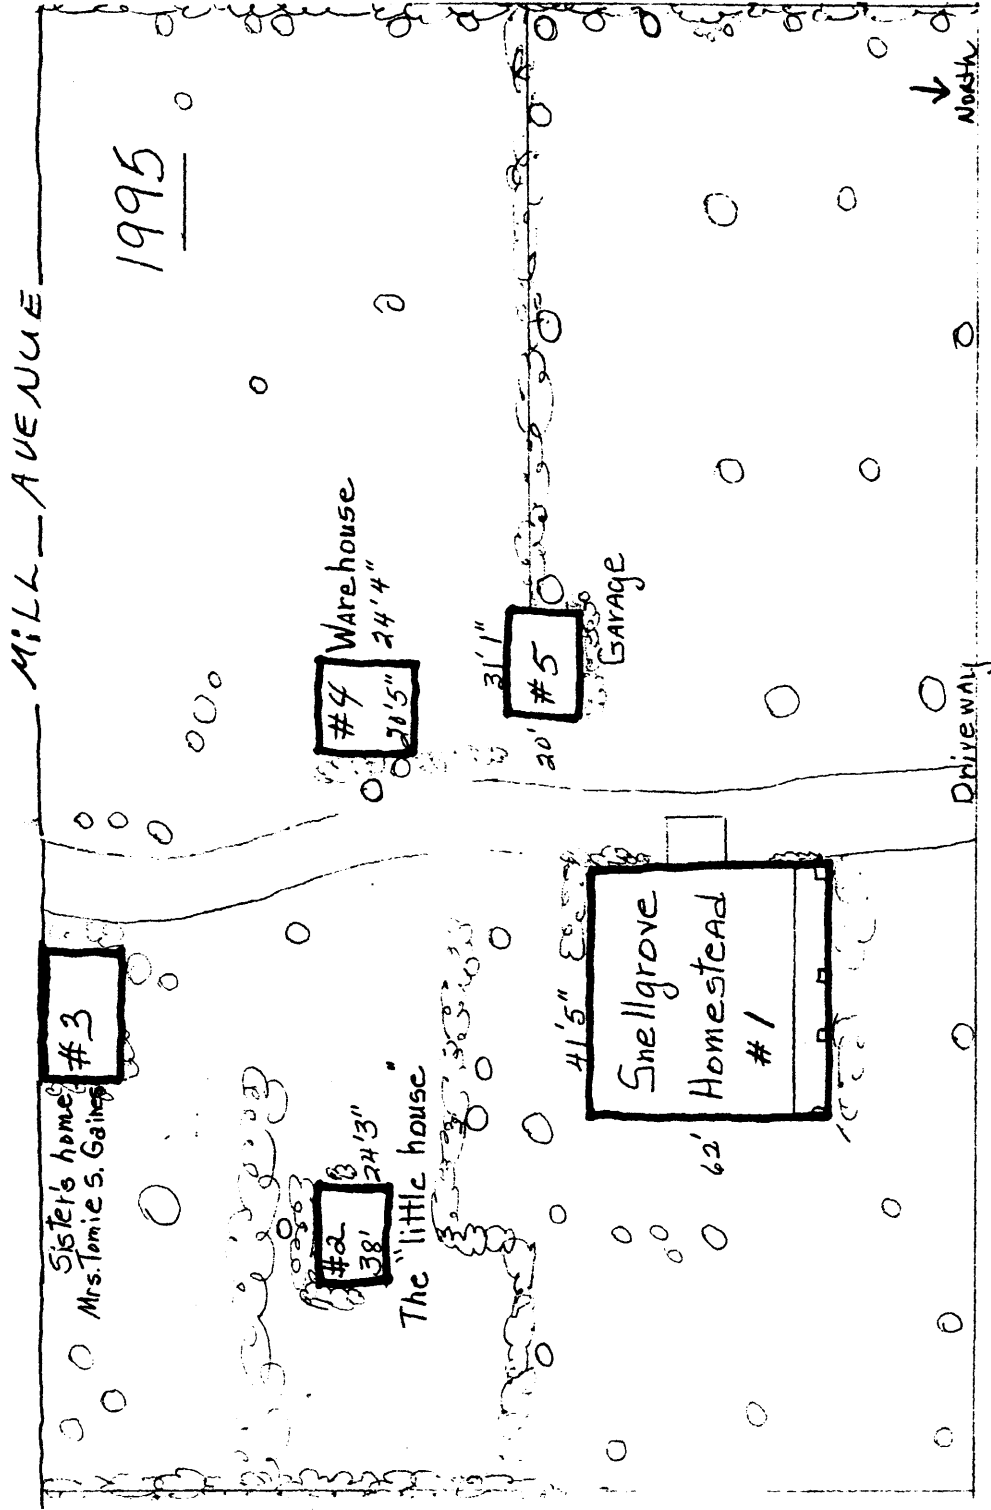 MILL AVENUE
1995
North
Sister's home
Mrs. Tomie S. Gaines
#3
#4
20'5"
Warehouse
24'4"
#2
38'
24'3"
The "little house"
31'1"
#5
20'
Garage
41'5"
Snellgrove
Homestead
#1
62'
Driveway